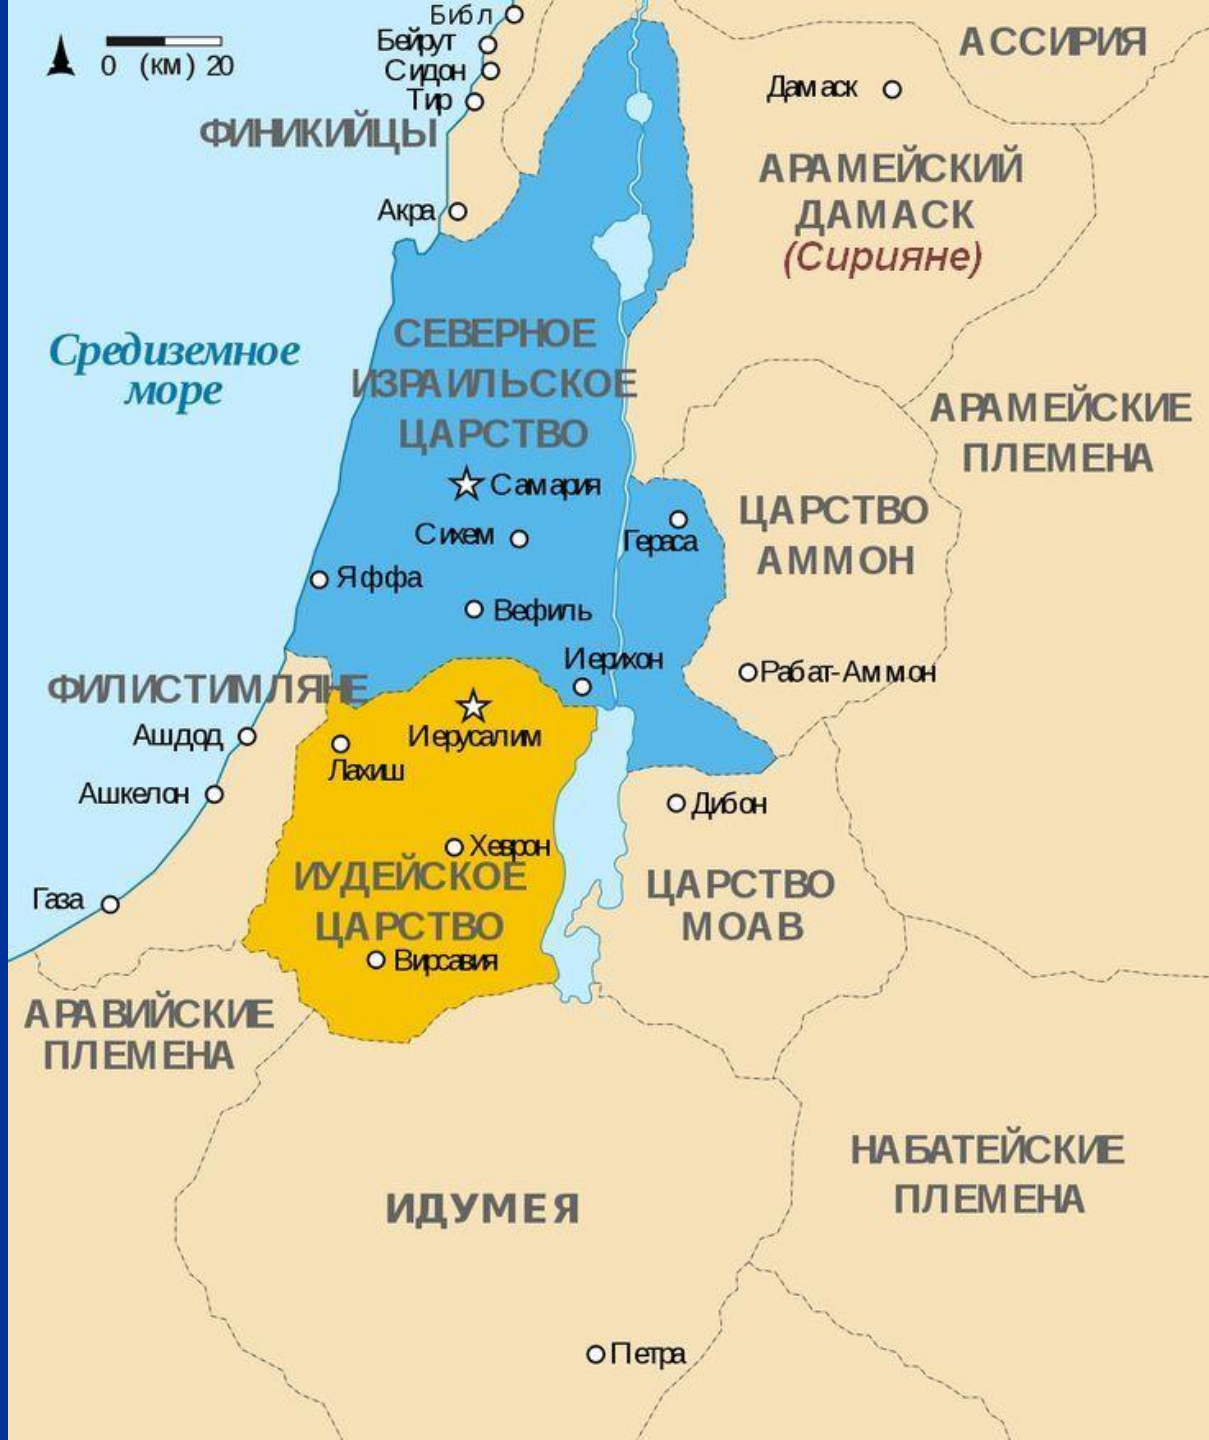 Библ
Бейрут
Сидон
Тир
0 (км) 20
АССИРИЯ
Дамаск
ФИНИКИЙЦЫ
АРАМЕЙСКИЙ
ДАМАСК
(Сирияне)
Акра
Средиземное
море
СЕВЕРНОЕ
ИЗРАИЛЬСКОЕ
ЦАРСТВО
АРАМЕЙСКИЕ
ПЛЕМЕНА
Самария
Сихем
Гераса
ЦАРСТВО
АММОН
Яффа
Вефиль
Иерихон
Рабат-Аммон
ФИЛИСТИМЛЯНЕ
Ашдод
Иерусалим
Лахиш
Ашкелон
Дибон
Хеврон
ИУДЕЙСКОЕ
ЦАРСТВО
ЦАРСТВО
МОАВ
Газа
Вирсавия
АРАВИЙСКИЕ
ПЛЕМЕНА
НАБАТЕЙСКИЕ
ПЛЕМЕНА
ИДУМЕЯ
Петра